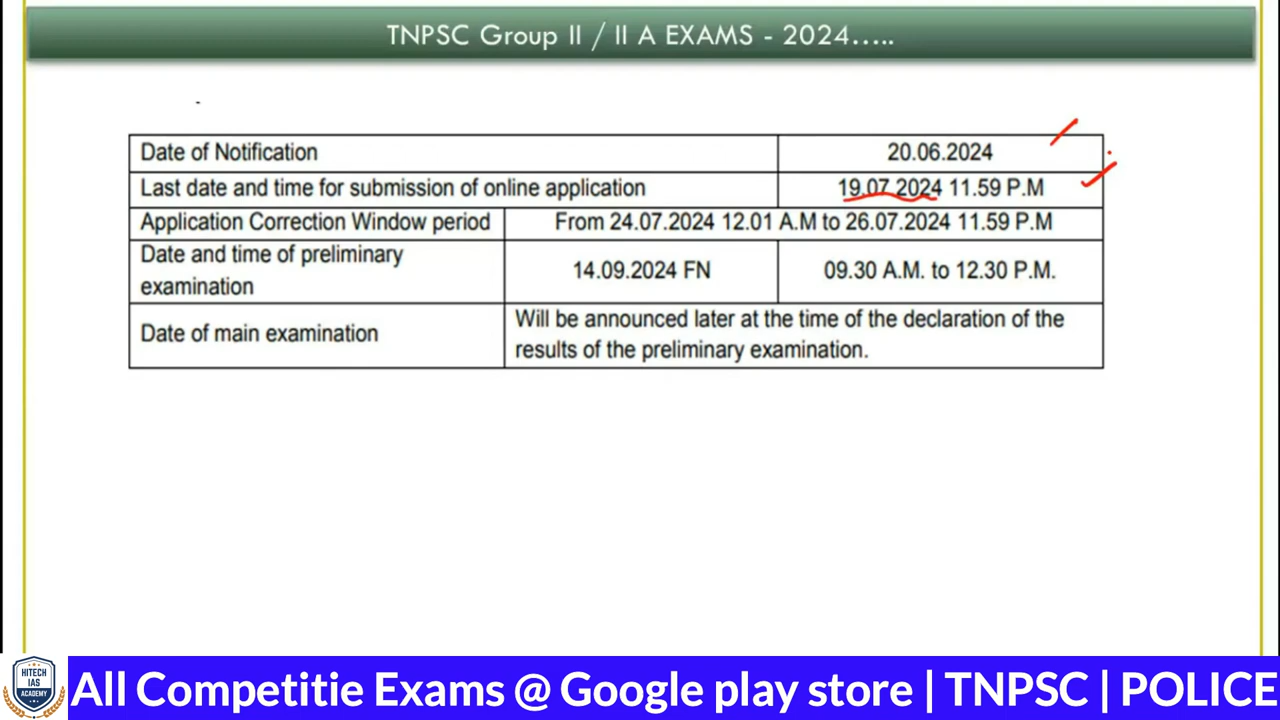 TNPSC Group II / II A EXAMS - 2024.....
Date of Notification 20.06.2024
Last date and time for submission of online application 19.07.2024 11.59 P.M
Application Correction Window period From 24.07.2024 12.01 A.M to 26.07.2024 11.59 P.M
Date and time of preliminary
examination 14.09.2024 FN 09.30 A.M. to 12.30 P.M.
Date of main examination
Will be announced later at the time of the declaration of the
results of the preliminary examination.
HITECH
IAS
ACADEMY
All Competitie Exams @ Google play store | TNPSC | POLICE